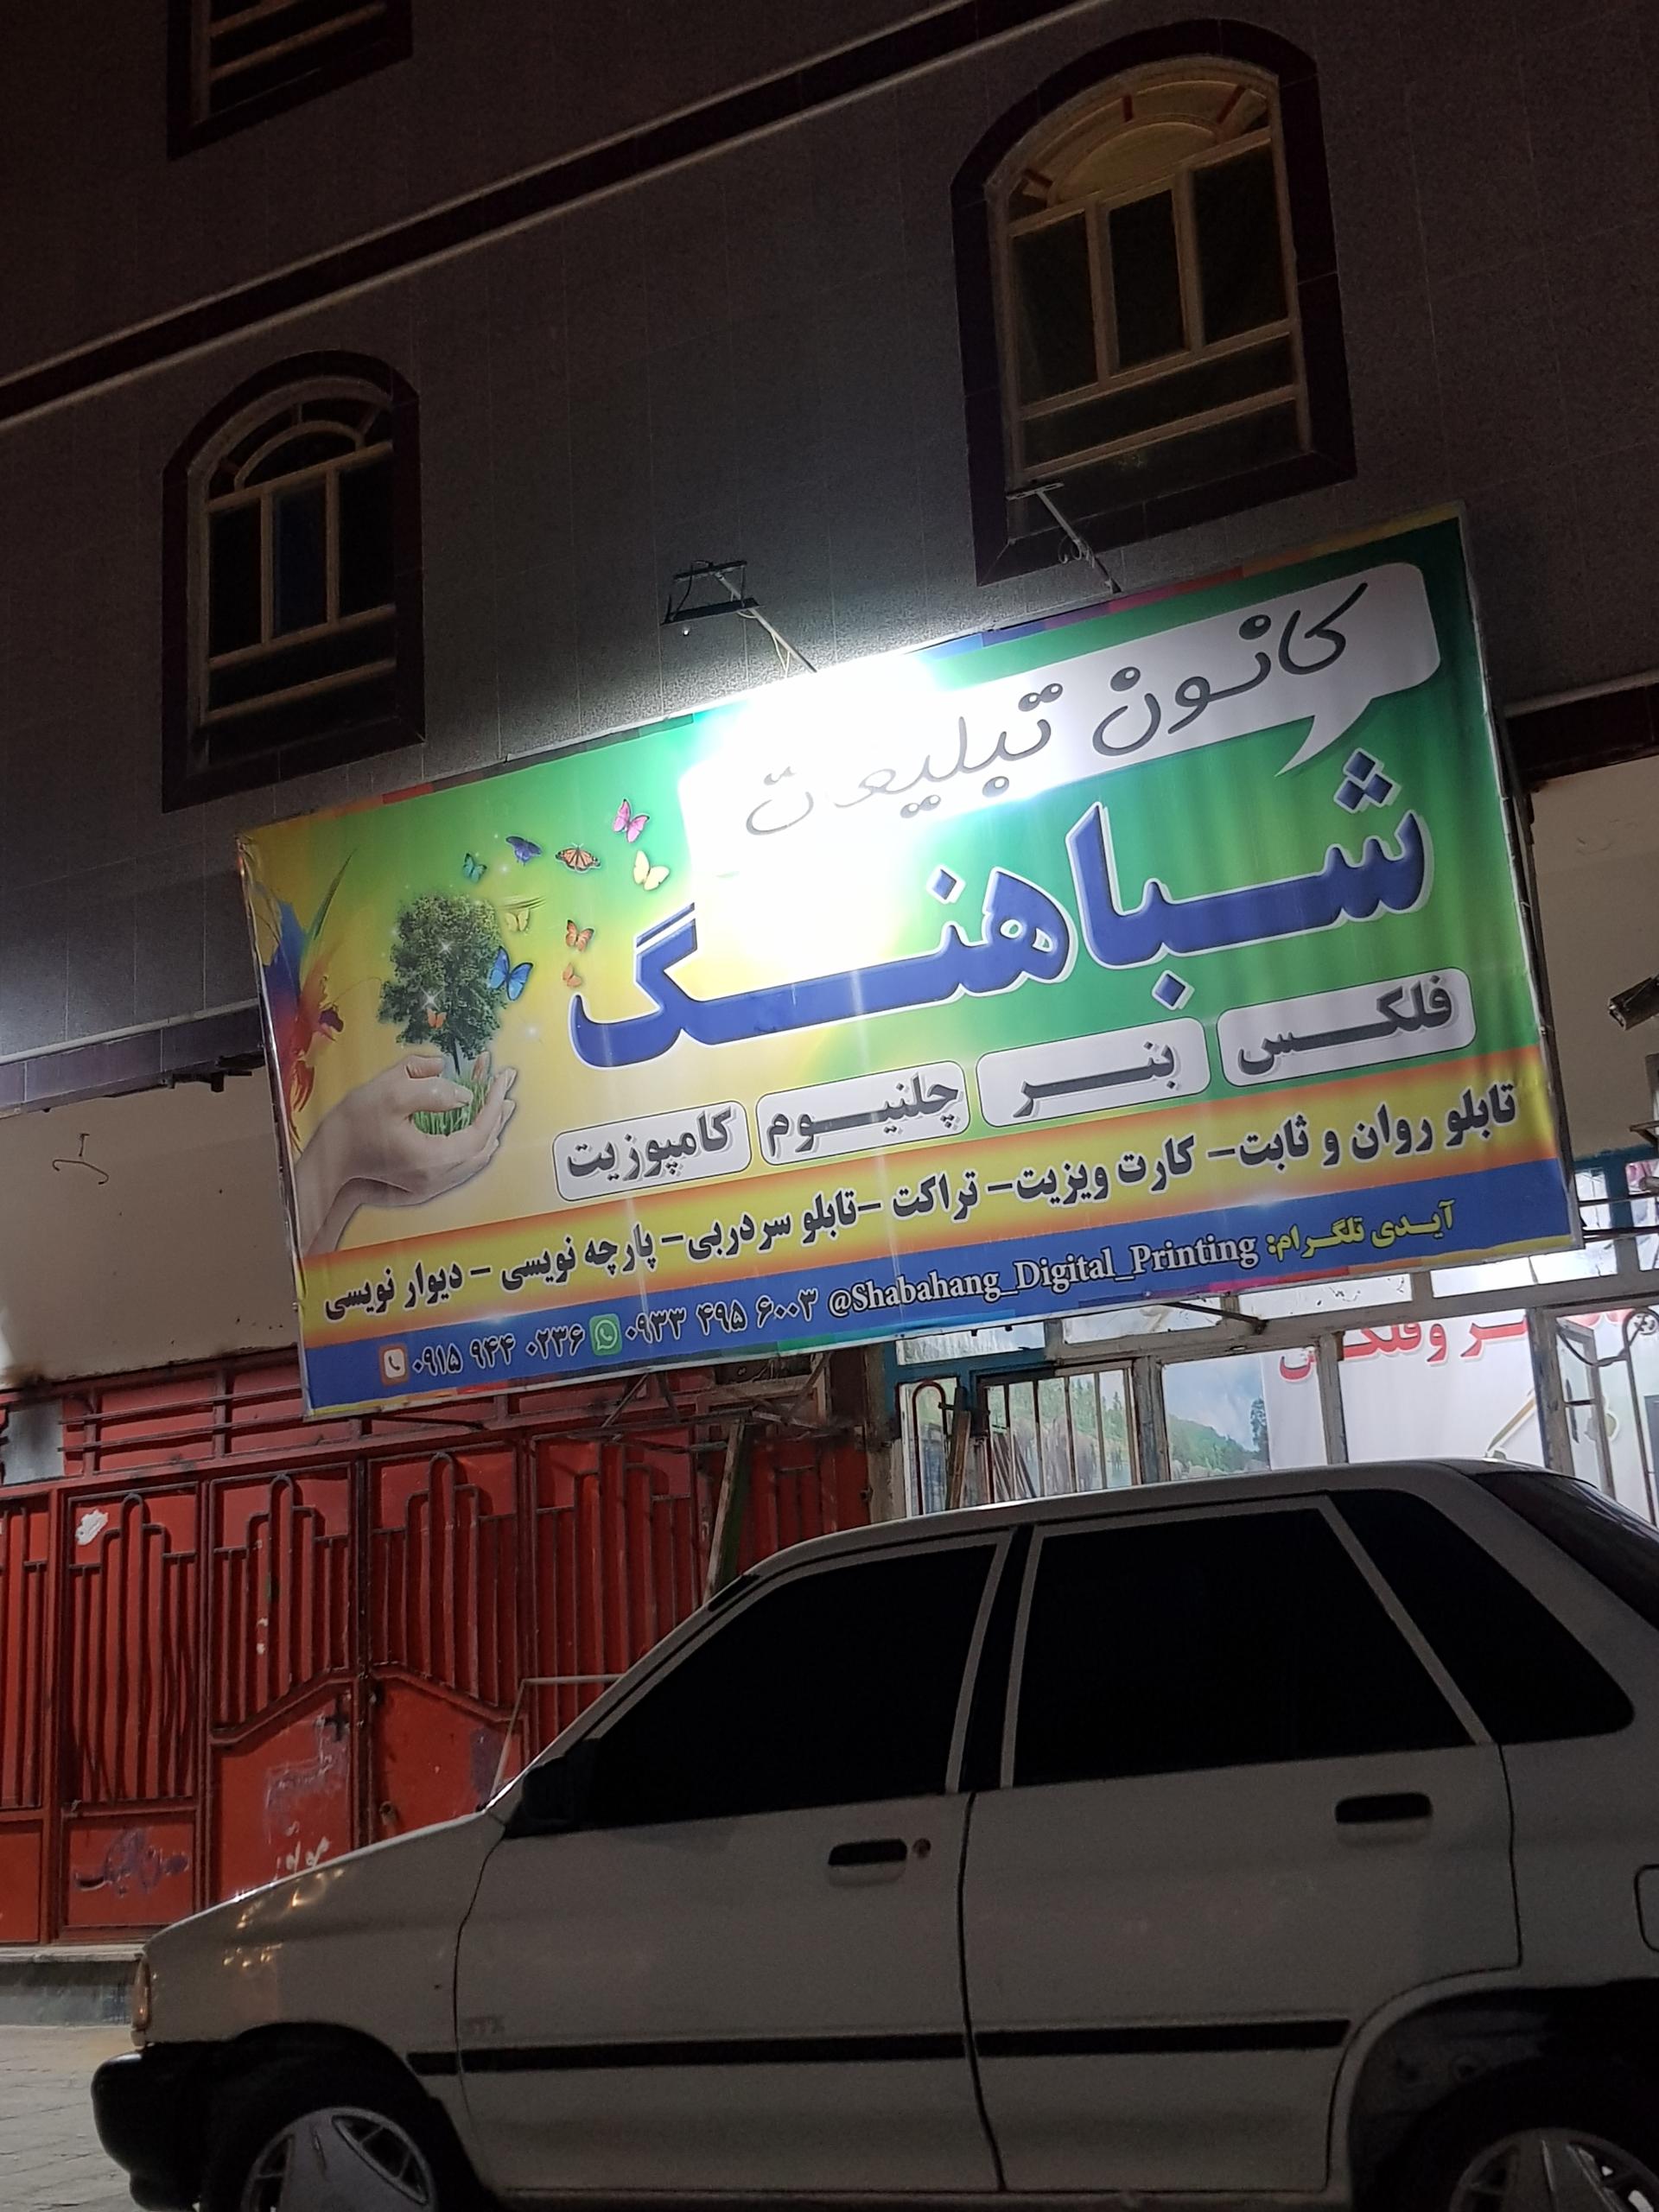 کانون تبلیغات
شباهنگ
فلکس بنر چلنیوم کامپوزیت
تابلو روان و ثابت- کارت ویزیت- تراکت -تابلو سردربی- پارچه نویسی - دیوار نویسی
آیدی تلگرام: @Shabahang_Digital_Printing ۰۹۳۳ ۴۹۵ ۶۰۰۳ ۰۹۱۵ ۹۴۴ ۰۲۳۶